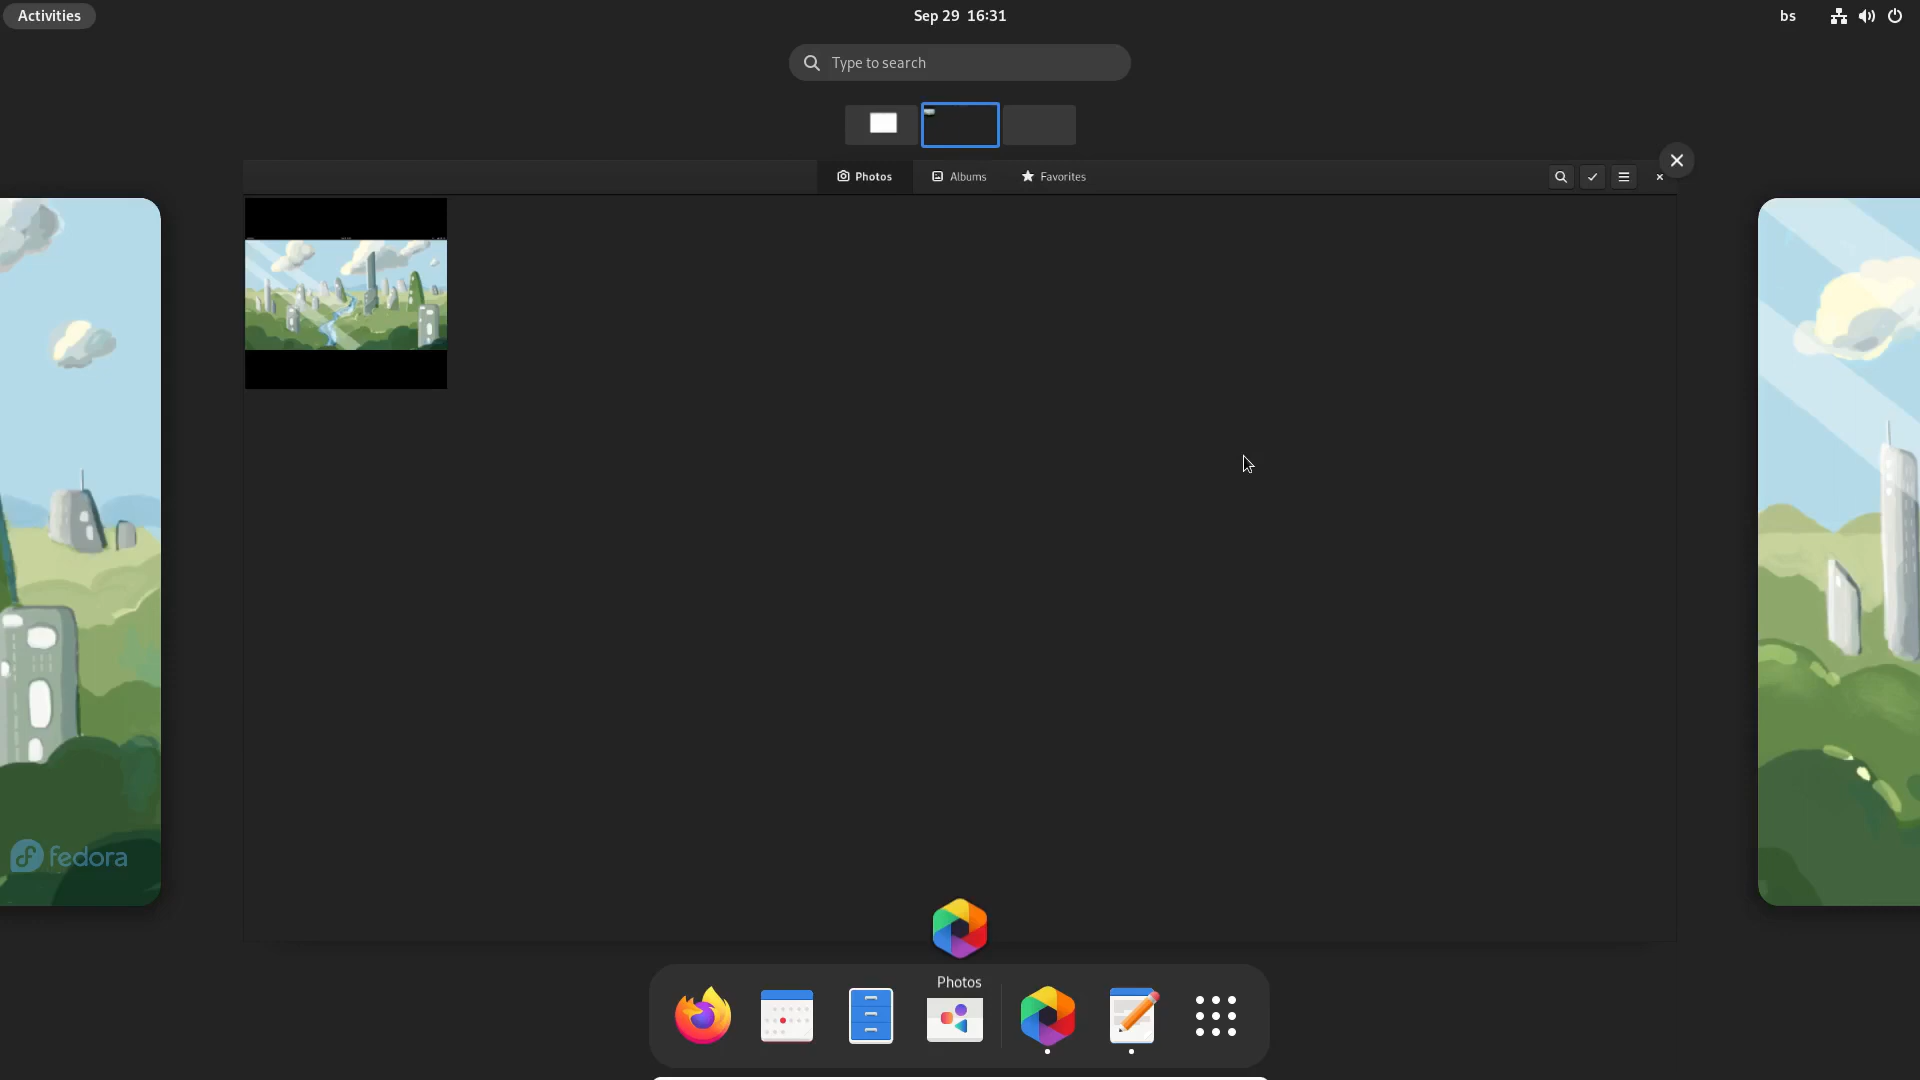 Activities
Sep 29 16:31
bs
Type to search
Photos
Albums
Favorites
fedora
Photos